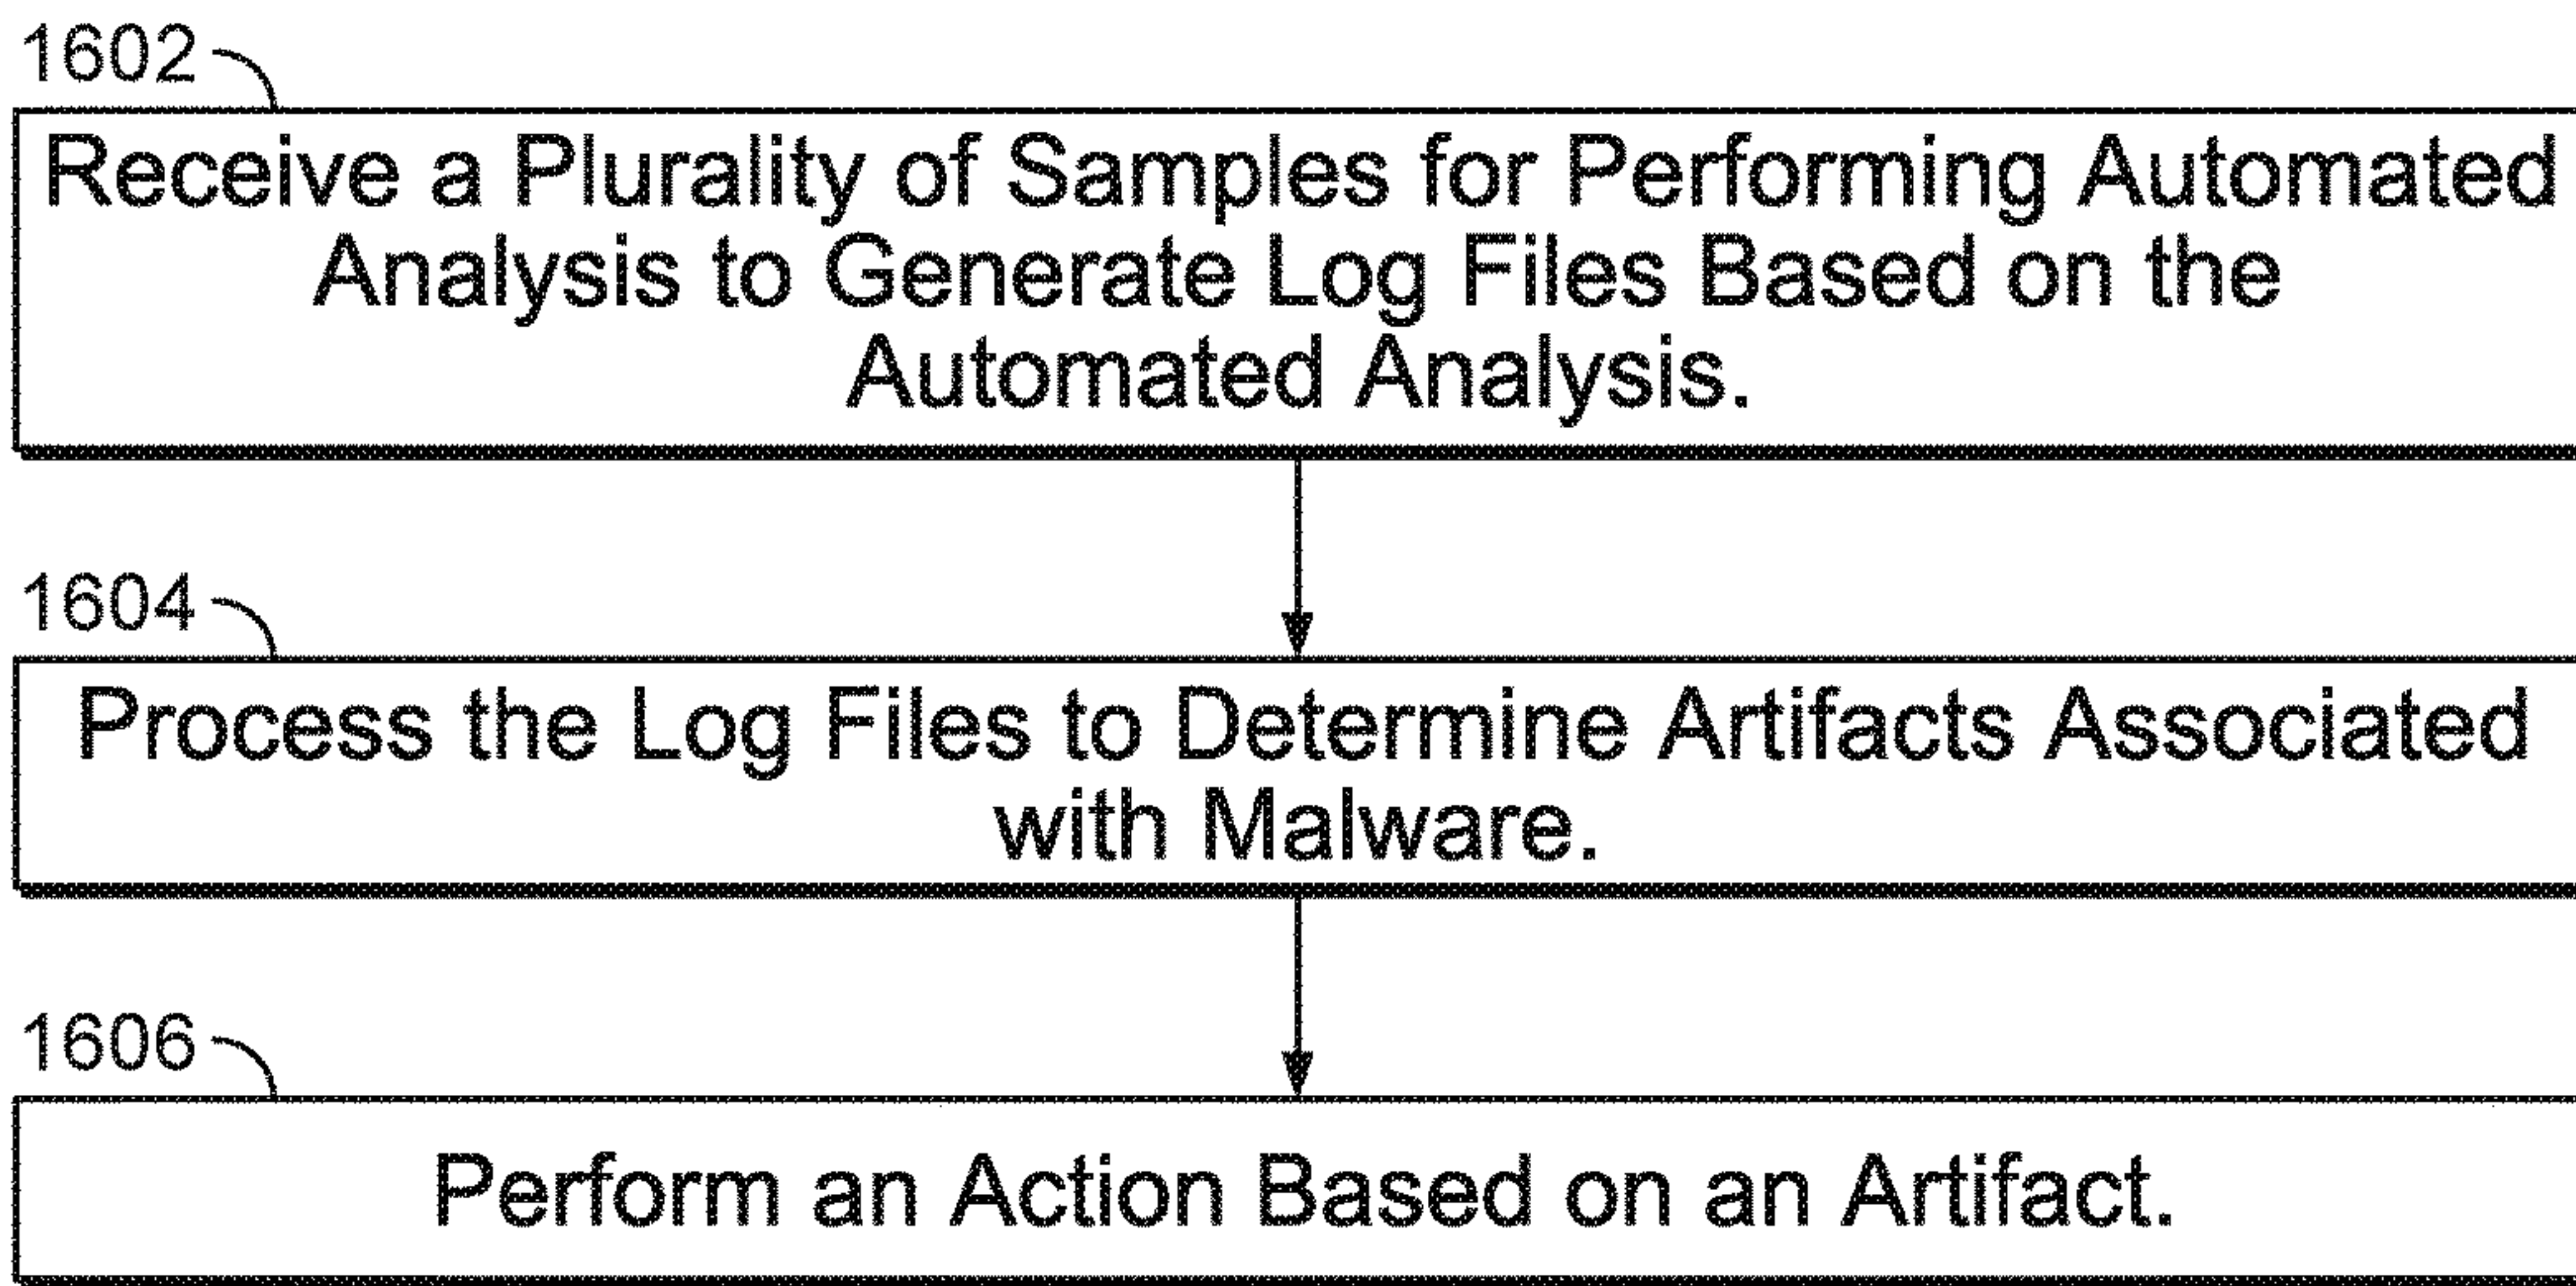 1602
Receive a Plurality of Samples for Performing Automated
Analysis to Generate Log Files Based on the
Automated Analysis.
1604
Process the Log Files to Determine Artifacts Associated
with Malware.
1606
Perform an Action Based on an Artifact.